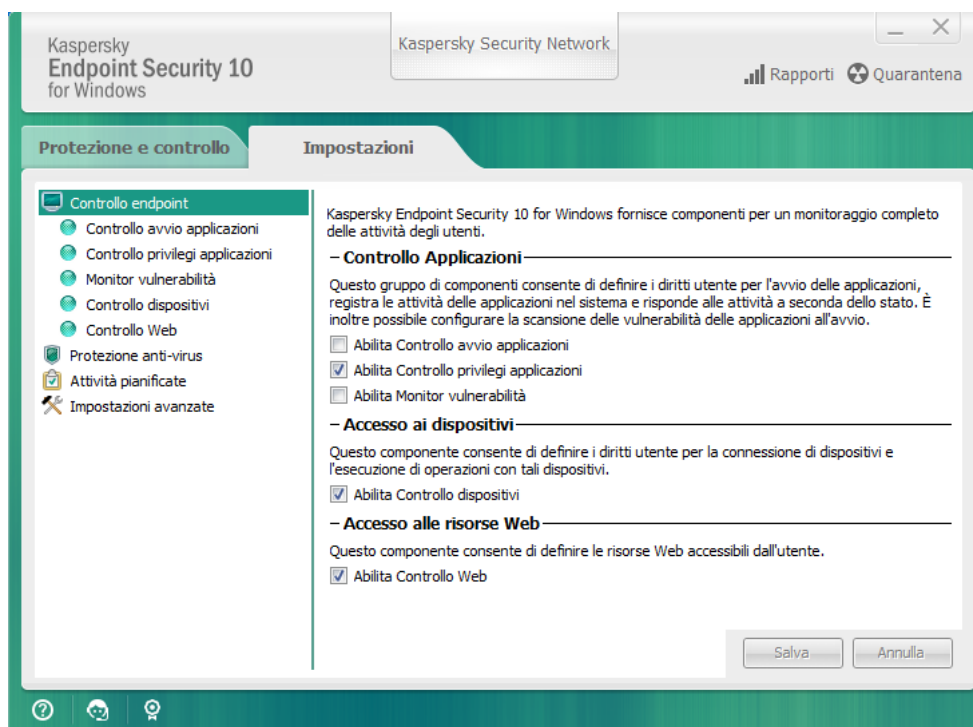 Kaspersky
Endpoint Security 10
for Windows
Kaspersky Security Network
Rapporti
Quarantena
Protezione e controllo
Impostazioni
Controllo endpoint
Controllo avvio applicazioni
Controllo privilegi applicazioni
Monitor vulnerabilità
Controllo dispositivi
Controllo Web
Protezione anti-virus
Attività pianificate
Impostazioni avanzate
Kaspersky Endpoint Security 10 for Windows fornisce componenti per un monitoraggio completo
delle attività degli utenti.
– Controllo Applicazioni
Questo gruppo di componenti consente di definire i diritti utente per l'avvio delle applicazioni,
registra le attività delle applicazioni nel sistema e risponde alle attività a seconda dello stato. È
inoltre possibile configurare la scansione delle vulnerabilità delle applicazioni all'avvio.
Abilita Controllo avvio applicazioni
Abilita Controllo privilegi applicazioni
Abilita Monitor vulnerabilità
– Accesso ai dispositivi
Questo componente consente di definire i diritti utente per la connessione di dispositivi e
l'esecuzione di operazioni con tali dispositivi.
Abilita Controllo dispositivi
– Accesso alle risorse Web
Questo componente consente di definire le risorse Web accessibili dall'utente.
Abilita Controllo Web
Salva
Annulla